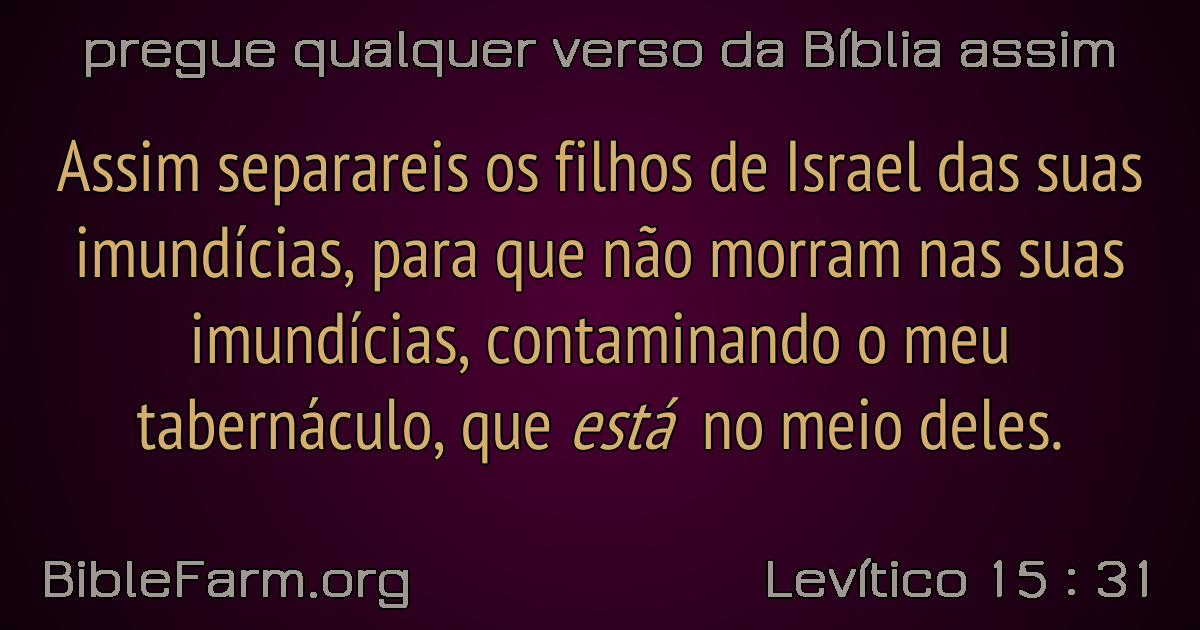 pregue qualquer verso da Bíblia assim
Assim separareis os filhos de Israel das suas
imundícias, para que não morram nas suas
imundícias, contaminando o meu
tabernáculo, que está no meio deles.
BibleFarm.org
Levítico 15 : 31